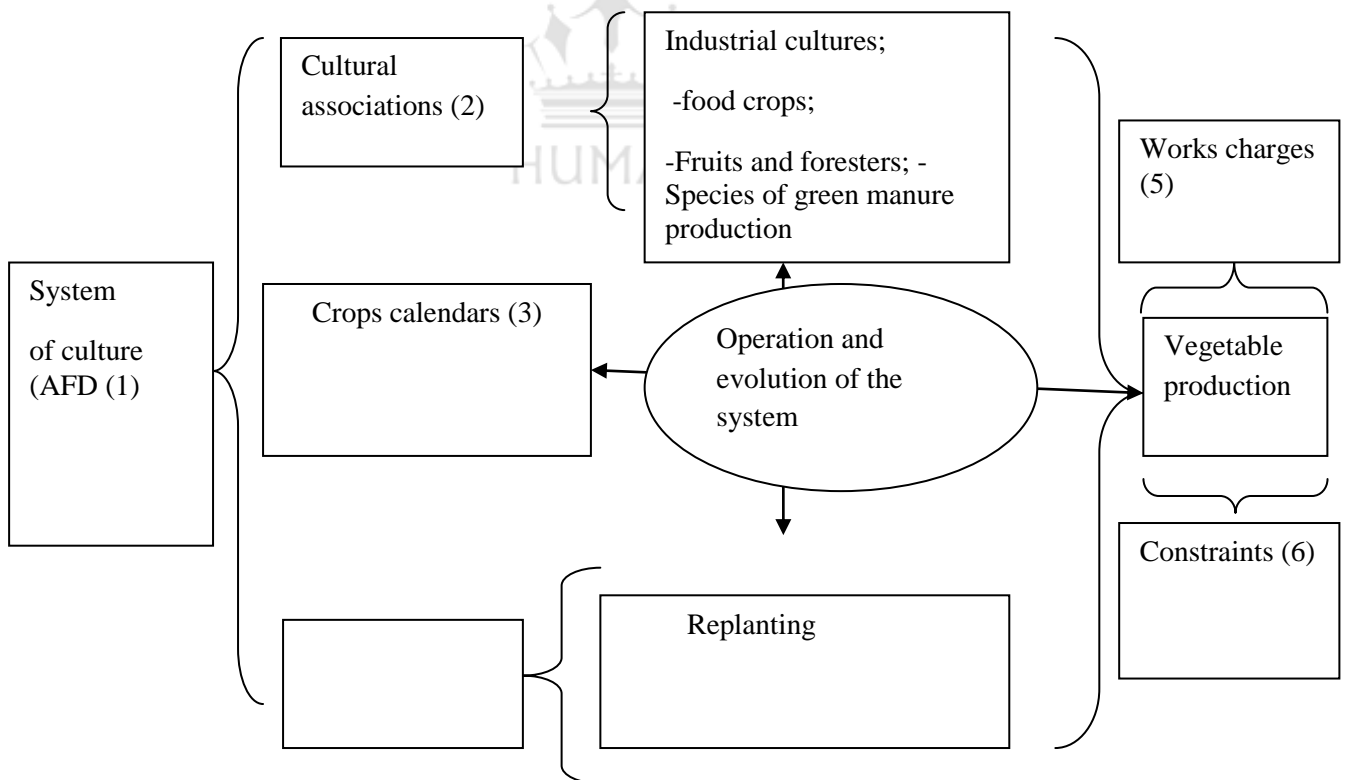 Cultural
associations (2)
Industrial cultures;
-food crops;
-Fruits and foresters; -
Species of green manure
production
Works charges
(5)
System
of culture
(AFD (1)
Crops calendars (3)
Operation and
evolution of the
system
Vegetable
production
Constraints (6)
Replanting